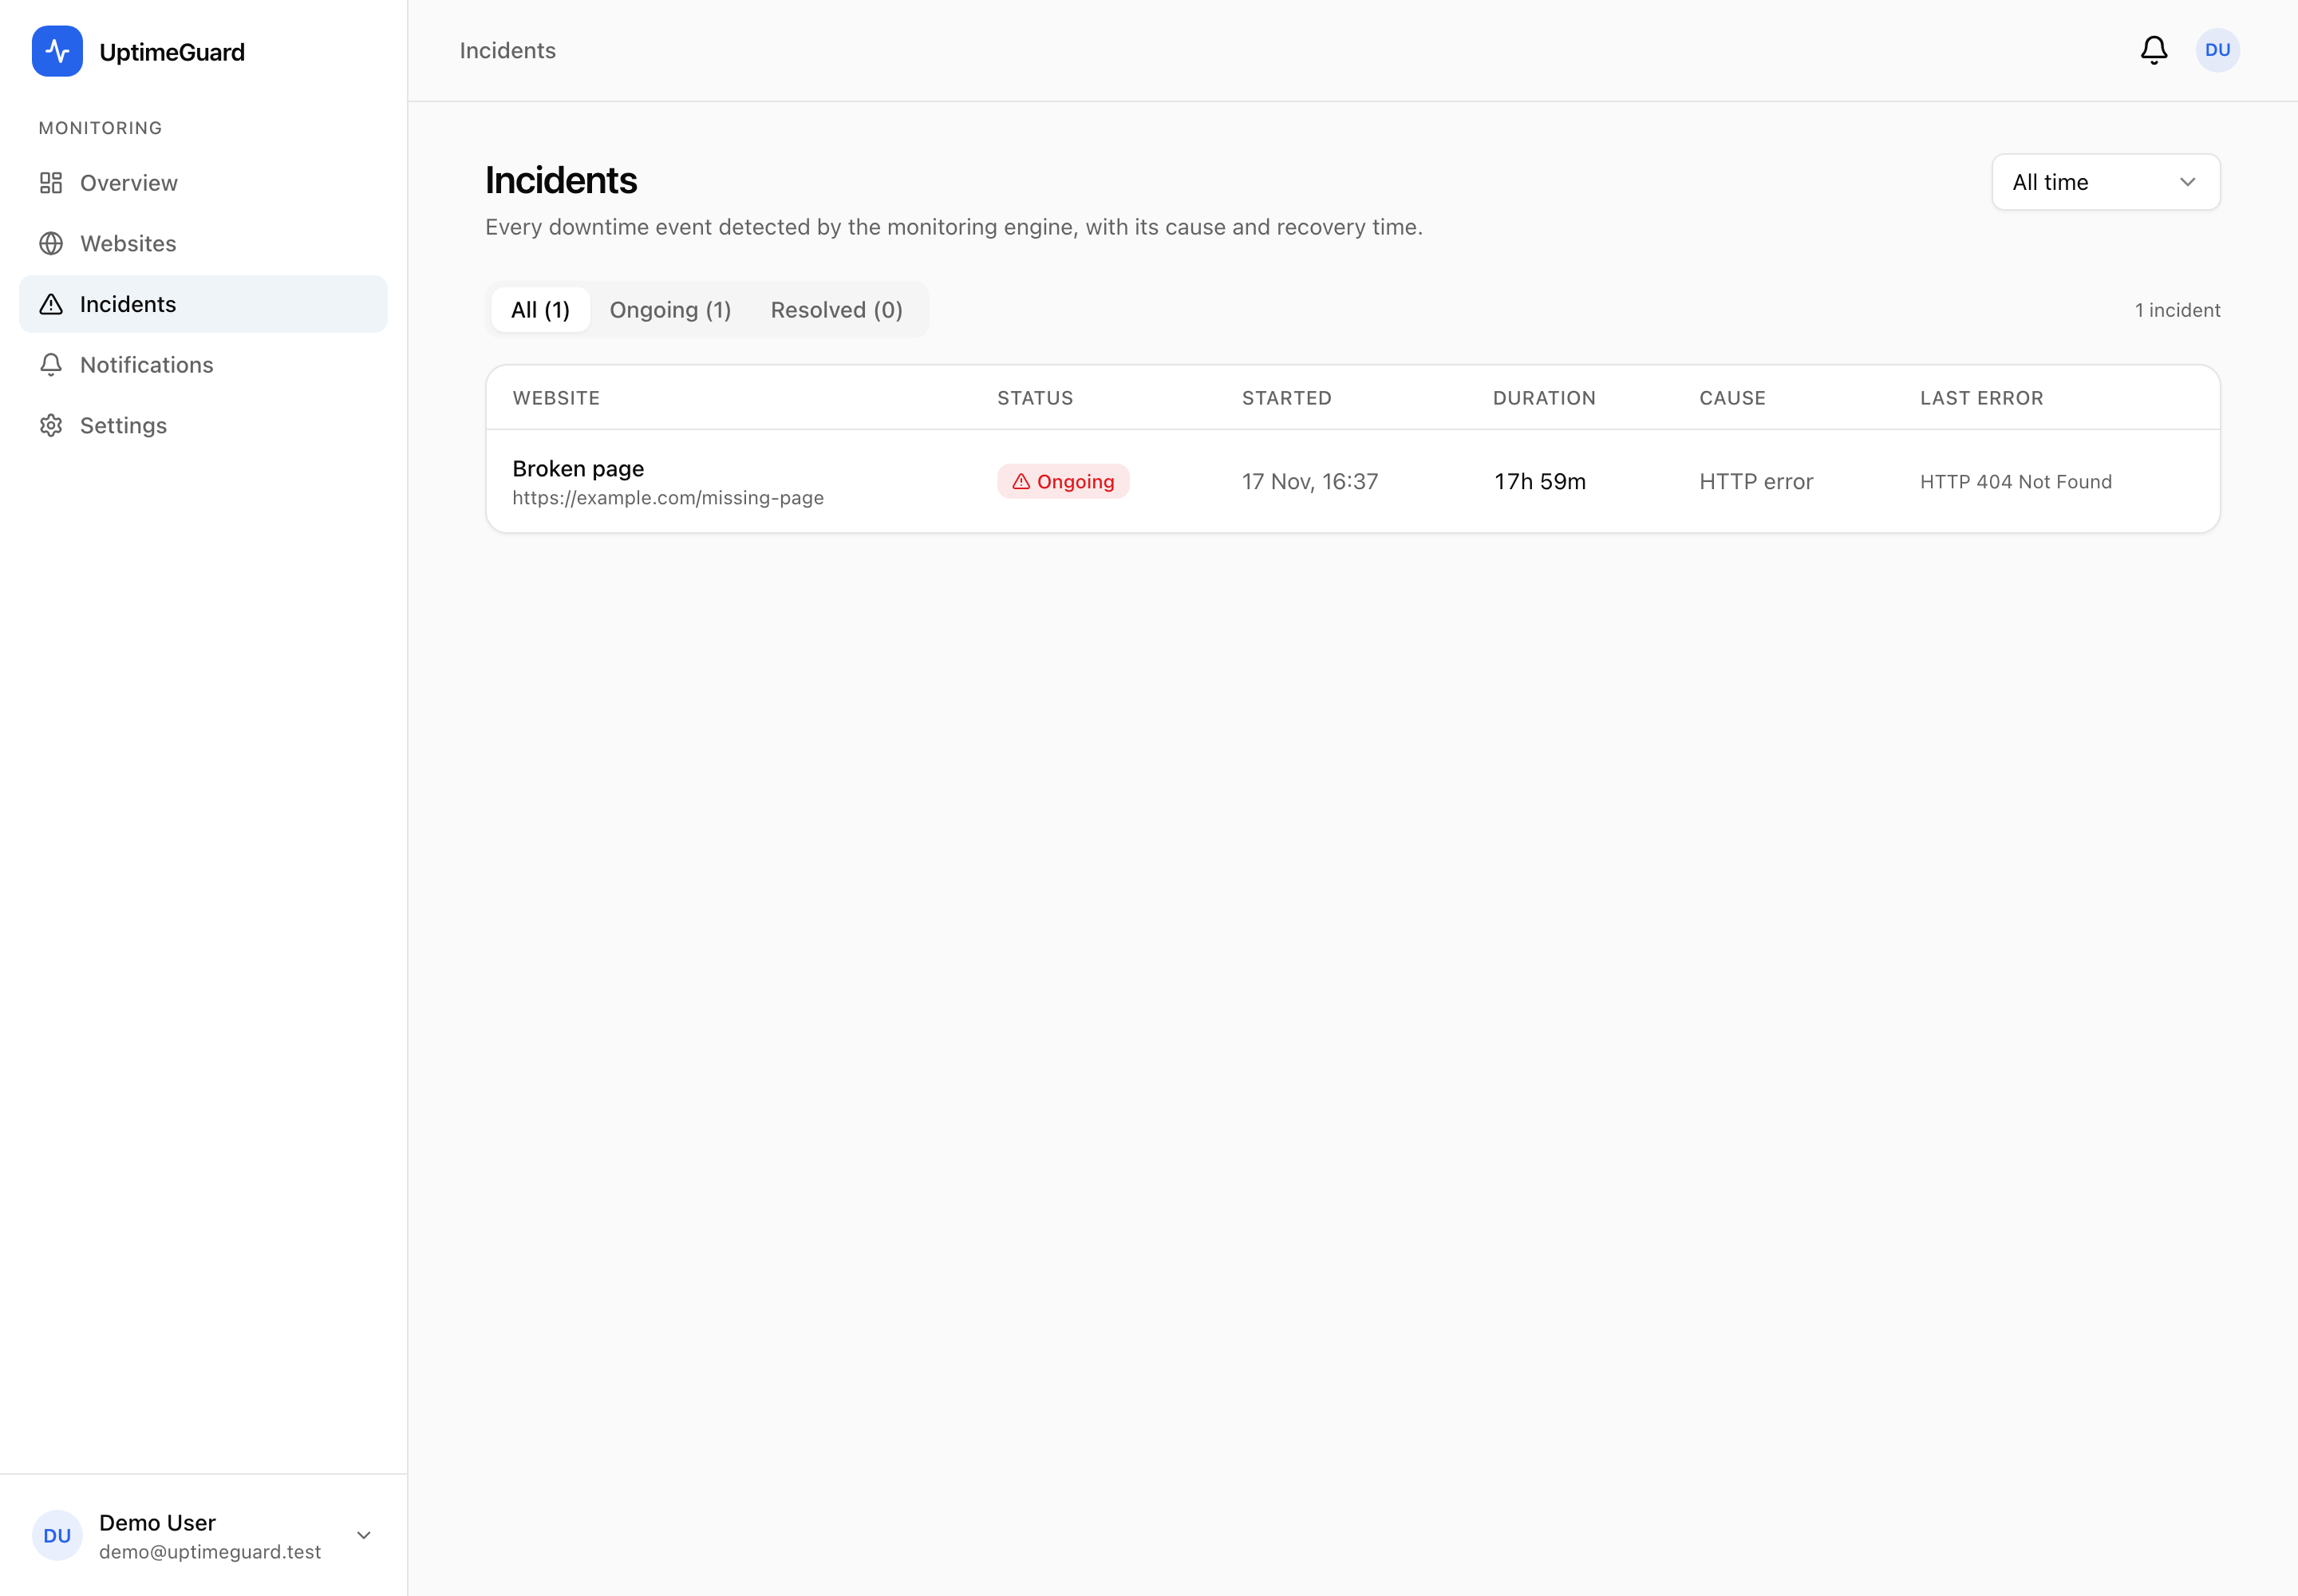 UptimeGuard
MONITORING
Overview
Websites
Incidents
Notifications
Settings
Demo User
demo@uptimeguard.test
DU
Incidents
DU
Incidents
Every downtime event detected by the monitoring engine, with its cause and recovery time.
All time
All (1) Ongoing (1) Resolved (0)
1 incident
WEBSITE STATUS STARTED DURATION CAUSE LAST ERROR
Broken page
https://example.com/missing-page
Ongoing 17 Nov, 16:37 17h 59m HTTP error HTTP 404 Not Found